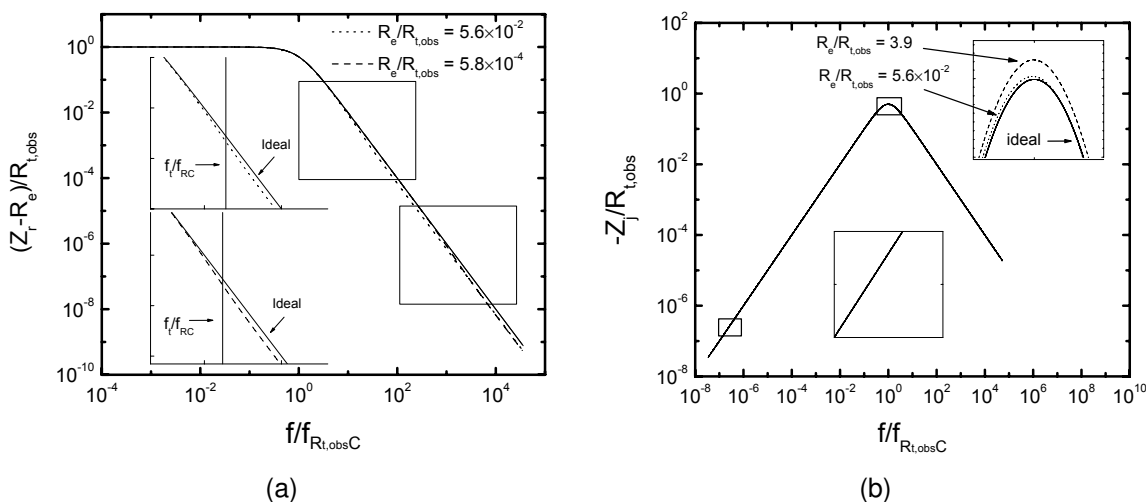 (Z_r-R_e)/R_t,obs
10^0
10^-2
10^-4
10^-6
10^-8
10^-10
R_e/R_t,obs = 5.6×10^-2
R_e/R_t,obs = 5.8×10^-4
Ideal
f_t/f_RC
Ideal
f_t/f_RC
10^-4 10^-2 10^0 10^2 10^4
f/f_Rt,obsC
(a)
-Z_j/R_t,obs
10^2
10^0
10^-2
10^-4
10^-6
10^-8
R_e/R_t,obs = 3.9
R_e/R_t,obs = 5.6×10^-2
ideal
10^-8 10^-6 10^-4 10^-2 10^0 10^2 10^4 10^6 10^8 10^10
f/f_Rt,obsC
(b)